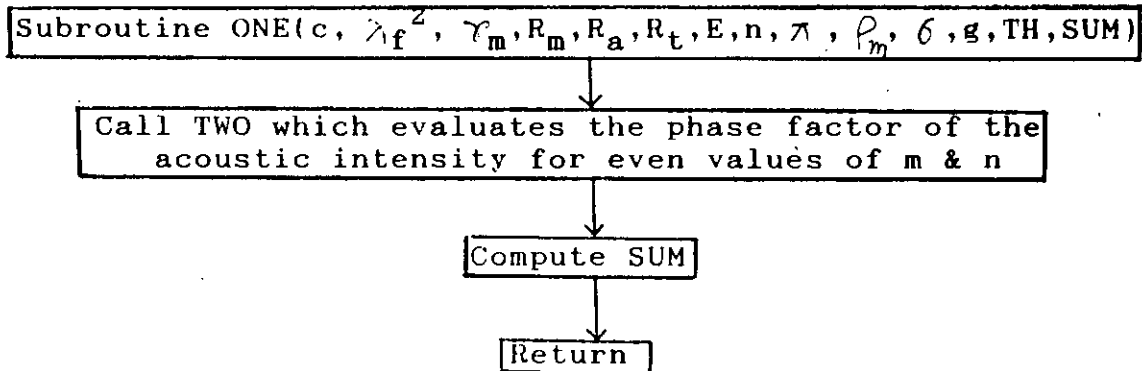 Subroutine ONE(c, λf², γm, Rm, Ra, Rt, E, n, π, ρm, σ, g, TH, SUM)
Call TWO which evaluates the phase factor of the
acoustic intensity for even values of m & n
Compute SUM
Return